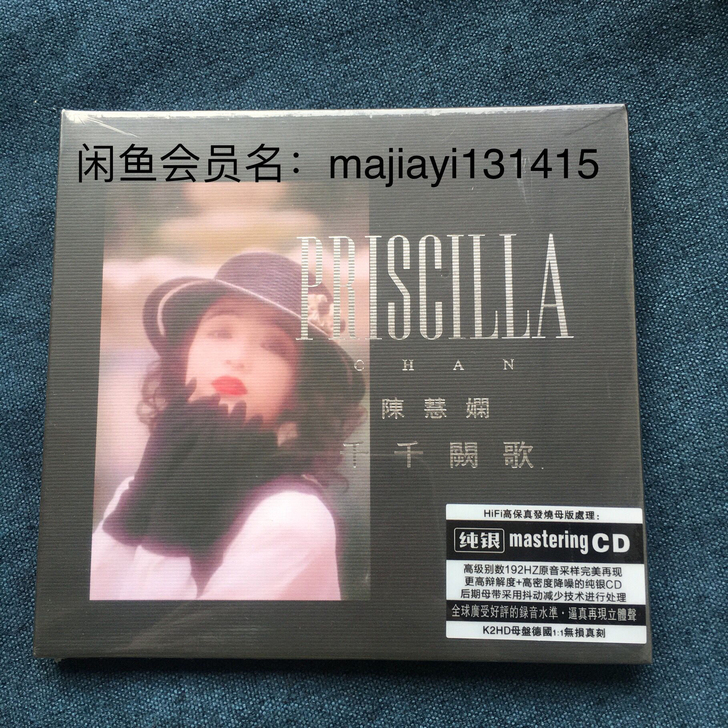 闲鱼会员名：majiayi131415
PRISCILLA
CHAN
陳慧嫻
千千闕歌
HiFi高保真發燒母版處理：
纯银 mastering CD
高级别数192HZ原音采样完美再现
更高辩解度+高密度降噪的纯银CD
后期母带采用抖动减少技术进行处理
全球廣受好評的録音水準·逼真再現立體聲
K2HD母盤德國1:1無損真刻